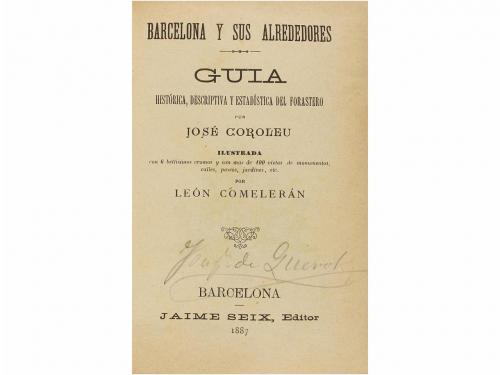 BARCELONA Y SUS ALREDEDORES
GUIA
HISTÓRICA, DESCRIPTIVA Y ESTADÍSTICA DEL FORASTERO
POR
JOSÉ COROLEU
ILUSTRADA
con 6 bellísimos cromos y con más de 100 vistas de monumentos,
calles, paseos, jardines, etc.
POR
LEÓN COMELERÁN
de
BARCELONA
JAIME SEIX, Editor
1887